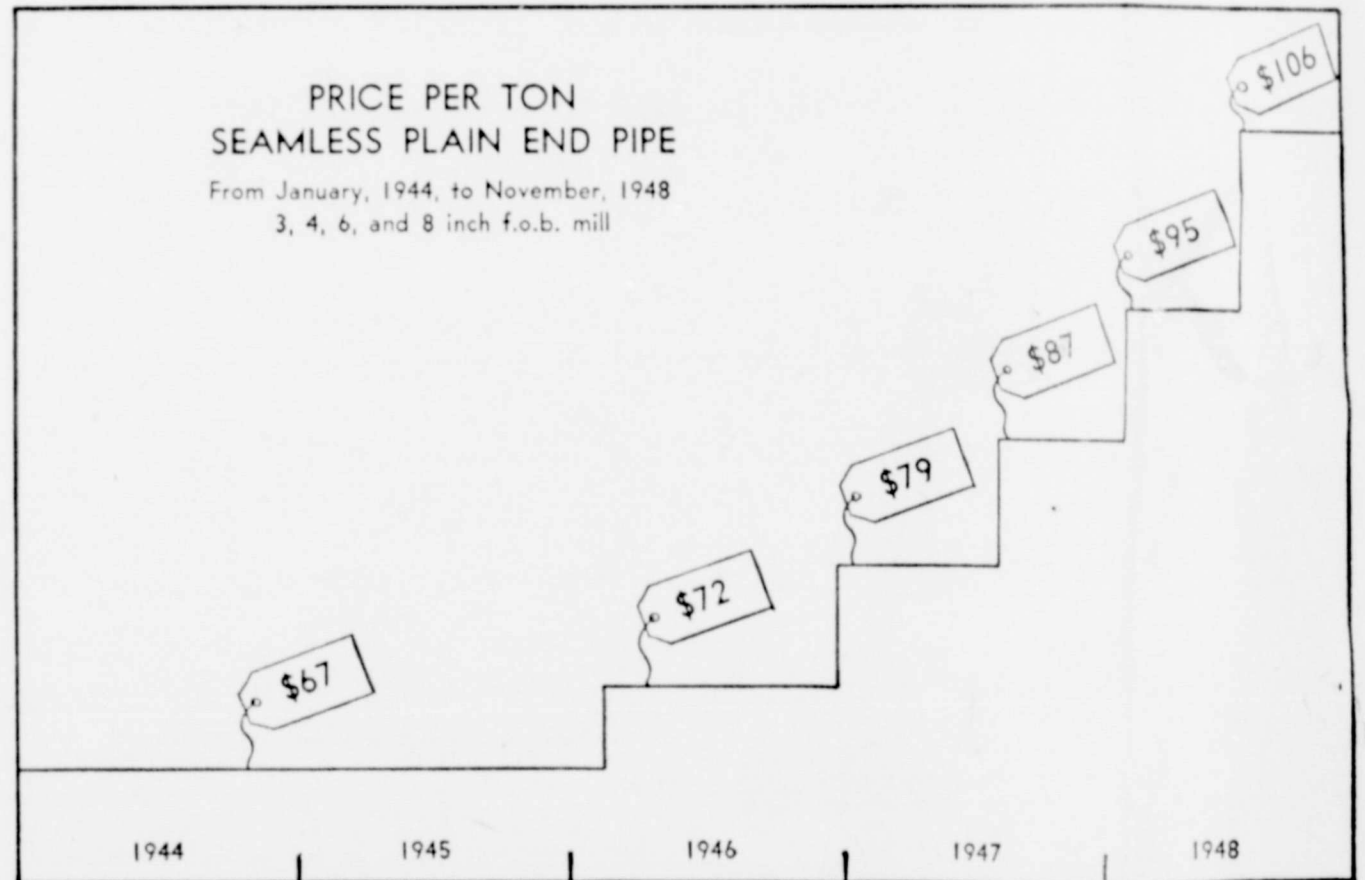 PRICE PER TON
SEAMLESS PLAIN END PIPE
From January, 1944, to November, 1948
3, 4, 6, and 8 inch f.o.b. mill
$106
$95
$87
$79
$72
$67
1944 1945 1946 1947 1948